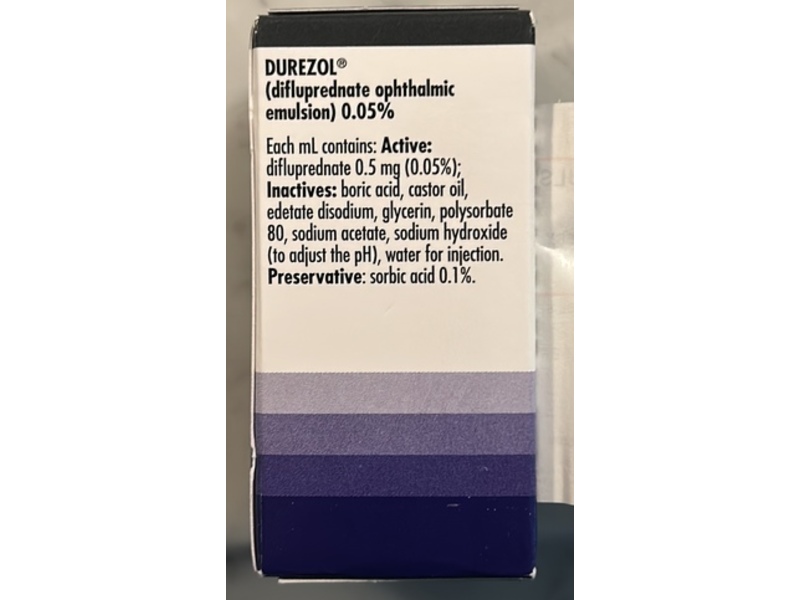 DUREZOL®
(difluprednate ophthalmic
emulsion) 0.05%
Each mL contains: Active:
difluprednate 0.5 mg (0.05%);
Inactives: boric acid, castor oil,
edetate disodium, glycerin, polysorbate
80, sodium acetate, sodium hydroxide
(to adjust the pH), water for injection.
Preservative: sorbic acid 0.1%.